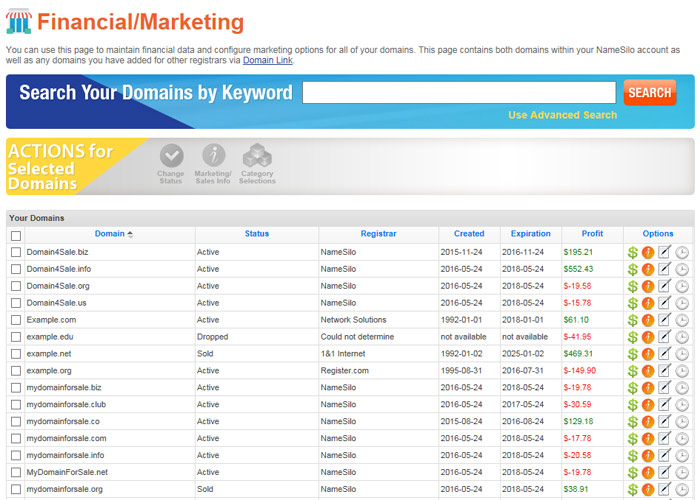 Financial/Marketing
You can use this page to maintain financial data and configure marketing options for all of your domains. This page contains both domains within your NameSilo account as
well as any domains you have added for other registrars via Domain Link.
Search Your Domains by Keyword SEARCH
Use Advanced Search
ACTIONS for
Selected
Domains
Change Marketing/ Category
Status Sales Info Selections
Your Domains
Domain Status Registrar Created Expiration Profit Options
Domain4Sale.biz Active NameSilo 2015-11-24 2016-11-24 $195.21
Domain4Sale.info Active NameSilo 2016-05-24 2018-05-24 $552.43
Domain4Sale.org Active NameSilo 2016-05-24 2018-05-24 $-19.58
Domain4Sale.us Active NameSilo 2016-05-24 2018-05-24 $-15.78
Example.com Active Network Solutions 1992-01-01 2018-01-01 $61.10
example.edu Dropped Could not determine not available not available $-41.95
example.net Sold 1&1 Internet 1992-01-02 2025-01-02 $469.31
example.org Active Register.com 1995-08-31 2016-07-31 $-149.90
mydomainforsale.biz Active NameSilo 2016-05-24 2018-05-24 $-19.78
mydomainforsale.club Active NameSilo 2016-05-24 2017-05-24 $-30.59
mydomainforsale.co Active NameSilo 2015-08-24 2016-08-24 $129.18
mydomainforsale.com Active NameSilo 2016-05-24 2018-05-24 $-17.78
mydomainforsale.info Active NameSilo 2016-05-24 2018-05-24 $-20.58
MyDomainForSale.net Active NameSilo 2016-05-24 2018-05-24 $-19.78
mydomainforsale.org Sold NameSilo 2016-05-24 2018-05-24 $38.91